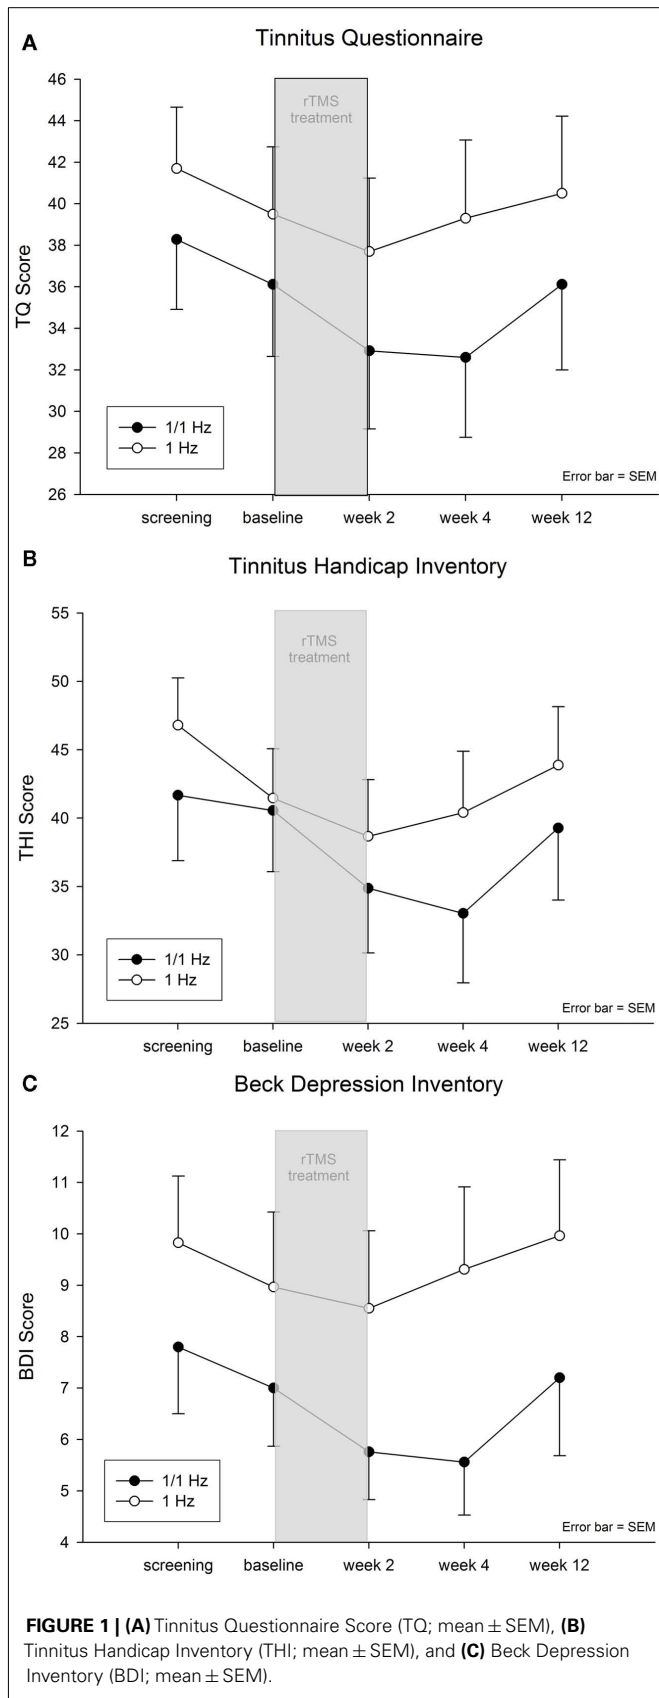 A
Tinnitus Questionnaire
46
44
42
40
38
36
34
32
30
28
26
TQ Score
rTMS
treatment
1/1 Hz
1 Hz
Error bar = SEM
screening baseline week 2 week 4 week 12
B
Tinnitus Handicap Inventory
55
50
45
40
35
30
25
THI Score
rTMS
treatment
1/1 Hz
1 Hz
Error bar = SEM
screening baseline week 2 week 4 week 12
C
Beck Depression Inventory
12
11
10
9
8
7
6
5
4
BDI Score
rTMS
treatment
1/1 Hz
1 Hz
Error bar = SEM
screening baseline week 2 week 4 week 12
FIGURE 1 | (A) Tinnitus Questionnaire Score (TQ; mean ± SEM), (B)
Tinnitus Handicap Inventory (THI; mean ± SEM), and (C) Beck Depression
Inventory (BDI; mean ± SEM).